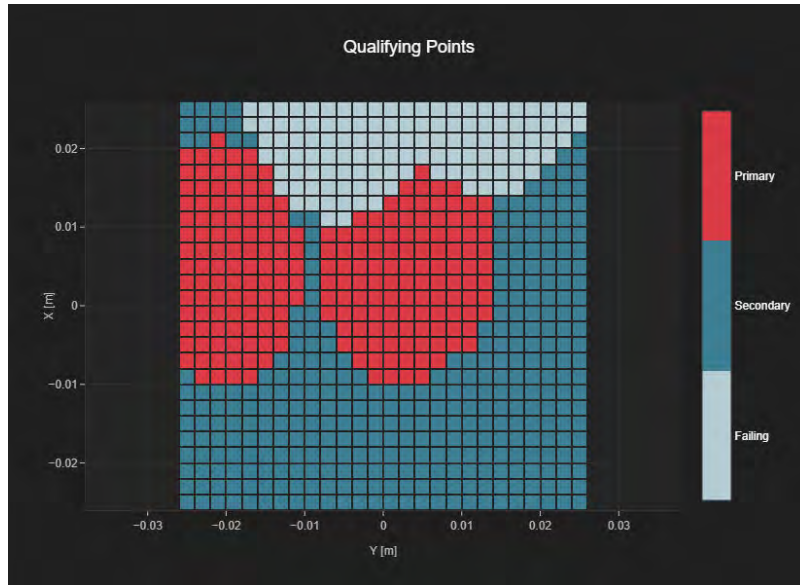 Qualifying Points
0.02
0.01
0
−0.01
−0.02
X [m]
−0.03
−0.02
−0.01
0
0.01
0.02
0.03
Y [m]
Primary
Secondary
Failing